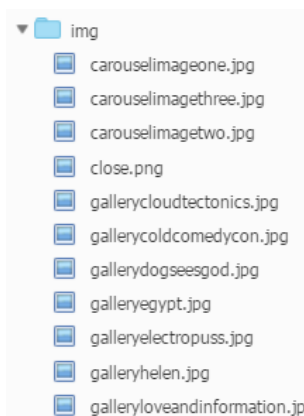 img
carouselimageone.jpg
carouselimagethree.jpg
carouselimagetwo.jpg
close.png
gallerycloudtectonics.jpg
gallerycoldcomedycon.jpg
gallerydogseesgod.jpg
galleryegypt.jpg
galleryelectropuss.jpg
galleryhelen.jpg
galleryloveandinformation.jp